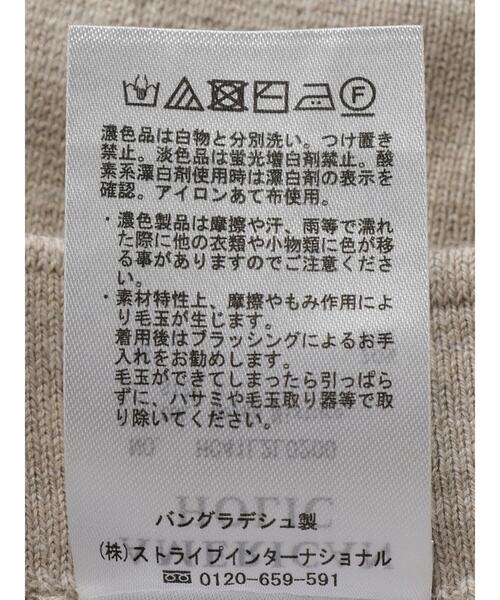 濃色品は白物と分別洗い。つけ置き
禁止。淡色品は蛍光増白剤禁止。酸
素系漂白剤使用時は漂白剤の表示を
確認。アイロンあて布使用。
・濃色製品は摩擦や汗、雨等で濡れ
た際に他の衣類や小物類に色が移
る事がありますのでご注意くださ
い。
・素材特性上、摩擦やもみ作用によ
り毛玉が生じます。
着用後はブラッシングによるお手
入れをお勧めします。
毛玉ができてしまったら引っぱら
ずに、ハサミや毛玉取り器等で取
り除いてください。
NO. HC41L2L0200
AMERICAN
HOLIC
バングラデシュ製
(株)ストライプインターナショナル
0120-659-591